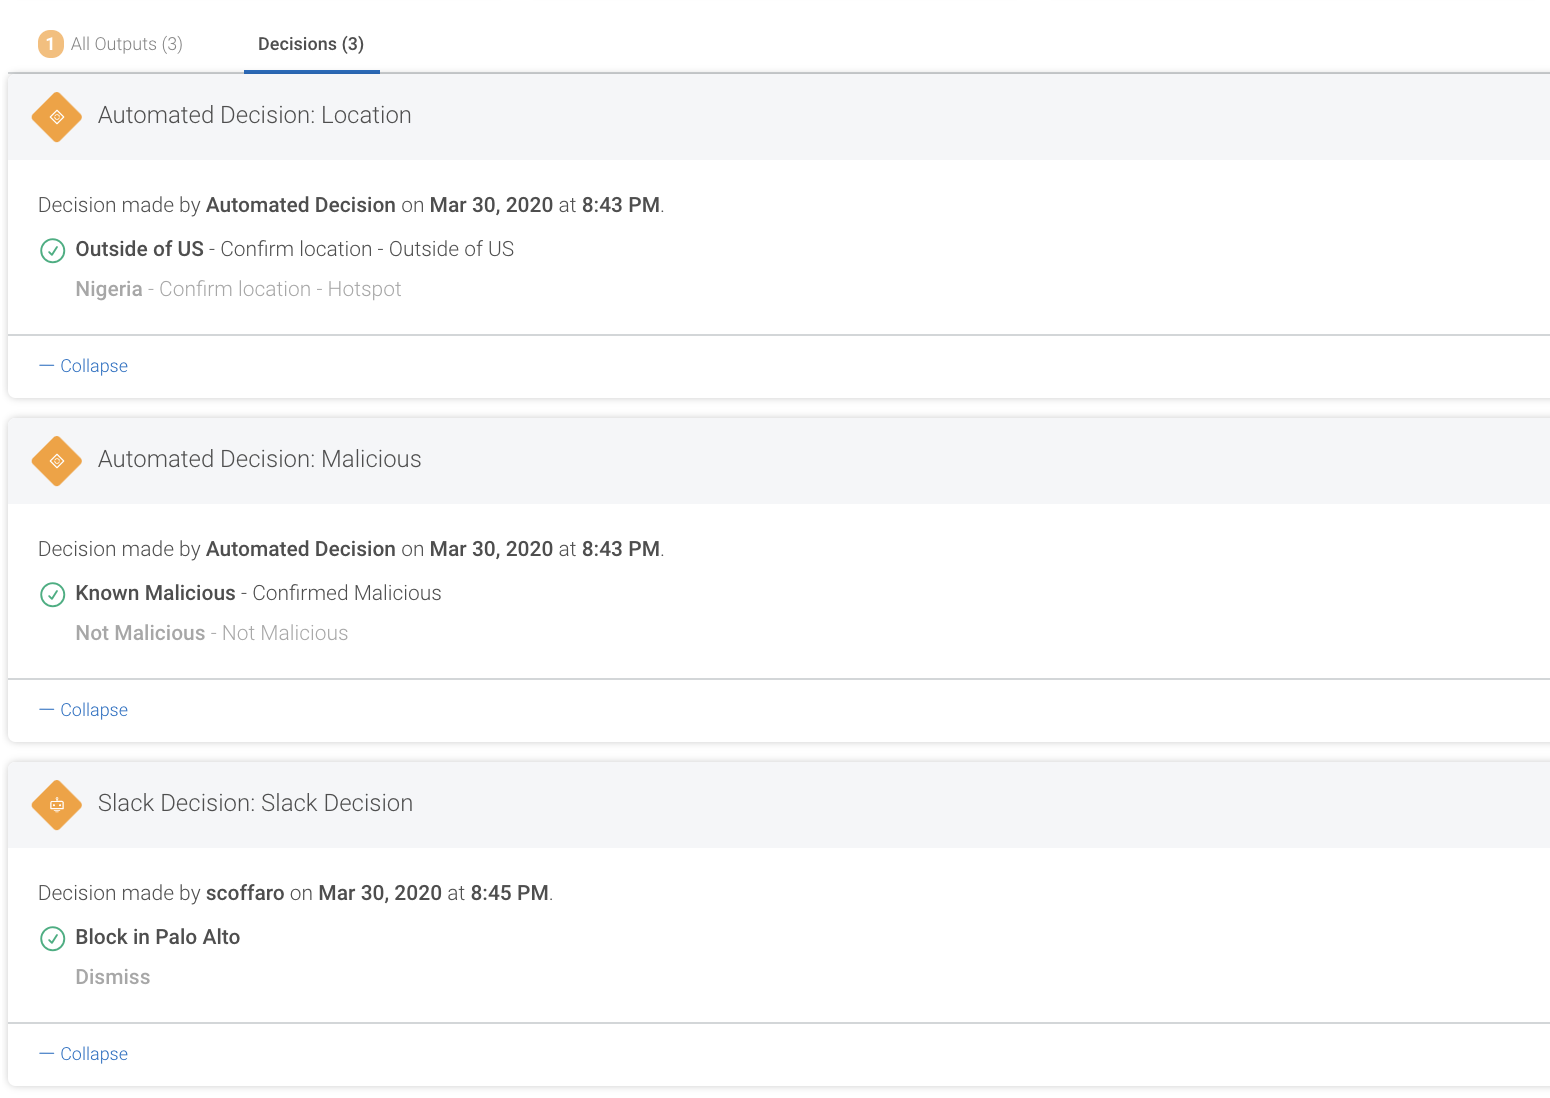 1 All Outputs (3) Decisions (3)
Automated Decision: Location
Decision made by Automated Decision on Mar 30, 2020 at 8:43 PM.
Outside of US - Confirm location - Outside of US
Nigeria - Confirm location - Hotspot
— Collapse
Automated Decision: Malicious
Decision made by Automated Decision on Mar 30, 2020 at 8:43 PM.
Known Malicious - Confirmed Malicious
Not Malicious - Not Malicious
— Collapse
Slack Decision: Slack Decision
Decision made by scoffaro on Mar 30, 2020 at 8:45 PM.
Block in Palo Alto
Dismiss
— Collapse